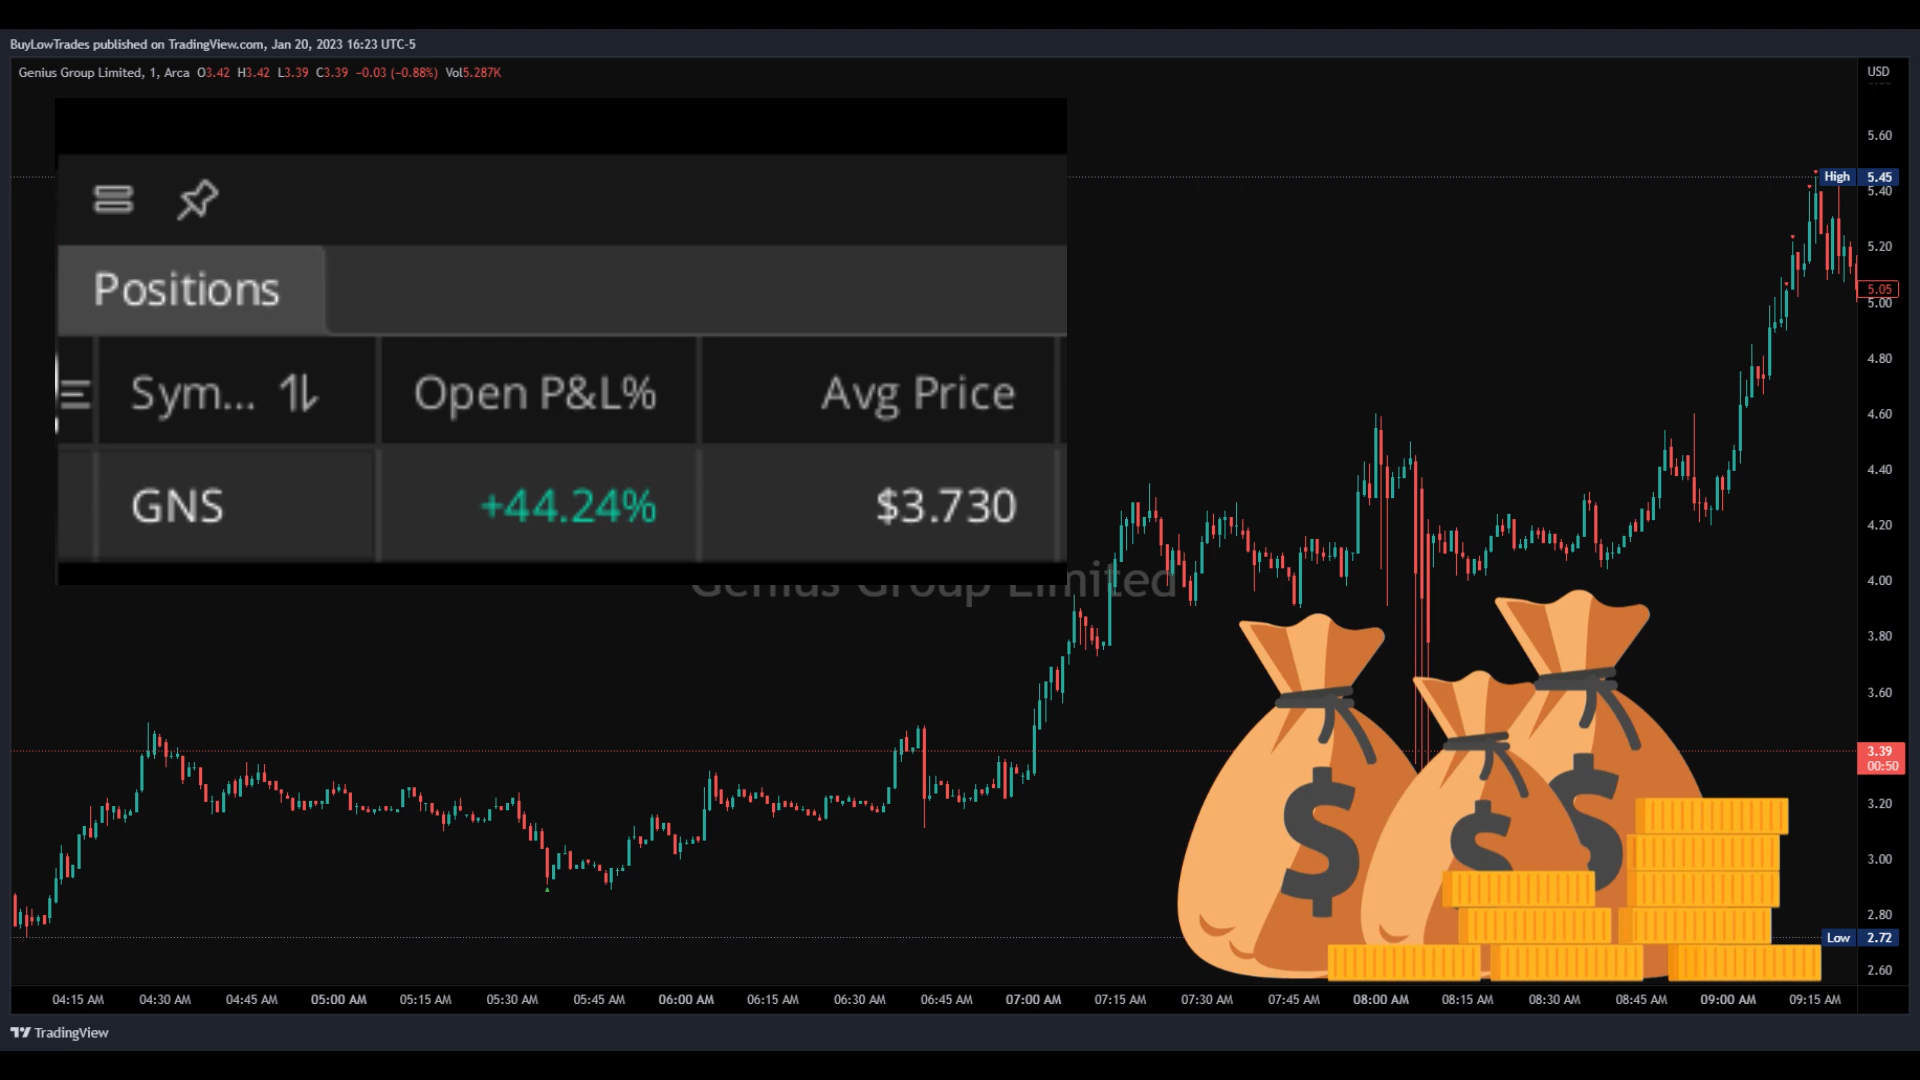 BuyLowTrades published on TradingView.com, Jan 20, 2023 16:23 UTC-5
Genius Group Limited, 1, Arca O3.42 H3.42 L3.39 C3.39 −0.03 (−0.88%) Vol5.287K
USD
5.60
High 5.45
5.40
5.20
5.05
5.00
4.80
4.60
4.40
4.20
4.00
3.80
3.60
3.39
00:50
3.20
3.00
2.80
Low 2.72
2.60
Positions
Sym... Open P&L% Avg Price
GNS +44.24% $3.730
Genius Group Limited
$ $ $
04:15 AM 04:30 AM 04:45 AM 05:00 AM 05:15 AM 05:30 AM 05:45 AM 06:00 AM 06:15 AM 06:30 AM 06:45 AM 07:00 AM 07:15 AM 07:30 AM 07:45 AM 08:00 AM 08:15 AM 08:30 AM 08:45 AM 09:00 AM 09:15 AM
TradingView